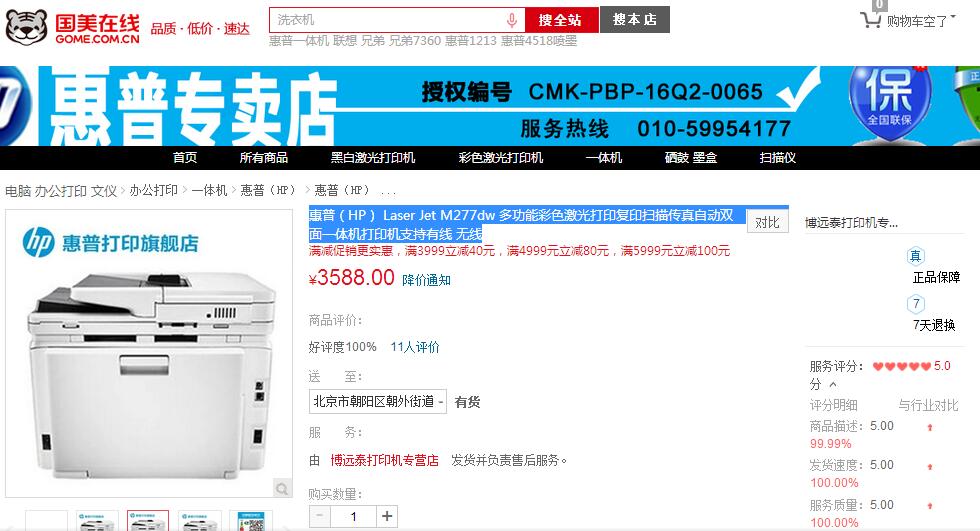 国美在线
GOME.COM.CN
品质·低价·速达
洗衣机
搜全站
搜本店
0
购物车空了
惠普一体机 联想 兄弟 兄弟7360 惠普1213 惠普4518喷墨
惠普专卖店
授权编号 CMK-PBP-16Q2-0065
服务热线 010-59954177
保
全国联保
首页 所有商品 黑白激光打印机 彩色激光打印机 一体机 硒鼓 墨盒 扫描仪
电脑 办公打印 文仪 > 办公打印 > 一体机 > 惠普（HP） > 惠普（HP） ...
hp 惠普打印旗舰店
惠普（HP） Laser Jet M277dw 多功能彩色激光打印复印扫描传真自动双
面一体机打印机支持有线 无线
对比
满减促销更实惠，满3999立减40元，满4999元立减80元，满5999元立减100元
¥3588.00 降价通知
商品评价：
好评度100% 11人评价
送 至：
北京市朝阳区朝外街道
有货
服 务：
由 博远泰打印机专营店 发货并负责售后服务。
购买数量：
− 1 +
博远泰打印机专...
真
正品保障
7
7天退换
服务评分： 5.0
分
评分明细 与行业对比
商品描述： 5.00
99.99%
发货速度： 5.00
100.00%
服务质量： 5.00
100.00%